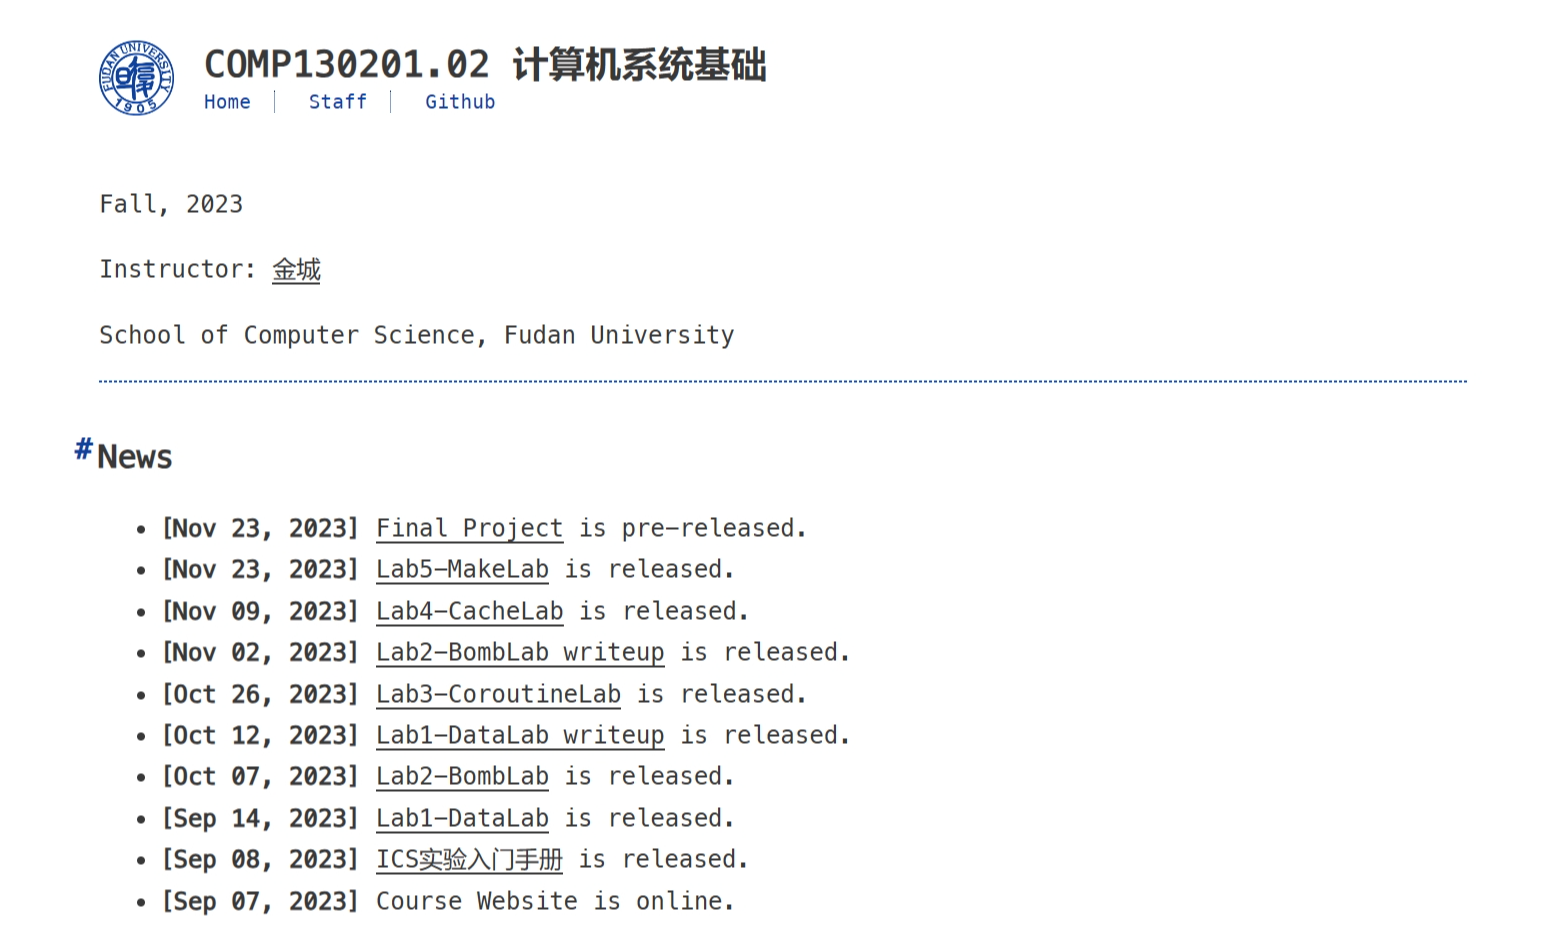 FUDAN UNIVERSITY
1905
COMP130201.02 计算机系统基础
Home Staff Github
Fall, 2023
Instructor: 金城
School of Computer Science, Fudan University
#News
• [Nov 23, 2023] Final Project is pre-released.
• [Nov 23, 2023] Lab5-MakeLab is released.
• [Nov 09, 2023] Lab4-CacheLab is released.
• [Nov 02, 2023] Lab2-BombLab writeup is released.
• [Oct 26, 2023] Lab3-CoroutineLab is released.
• [Oct 12, 2023] Lab1-DataLab writeup is released.
• [Oct 07, 2023] Lab2-BombLab is released.
• [Sep 14, 2023] Lab1-DataLab is released.
• [Sep 08, 2023] ICS实验入门手册 is released.
• [Sep 07, 2023] Course Website is online.